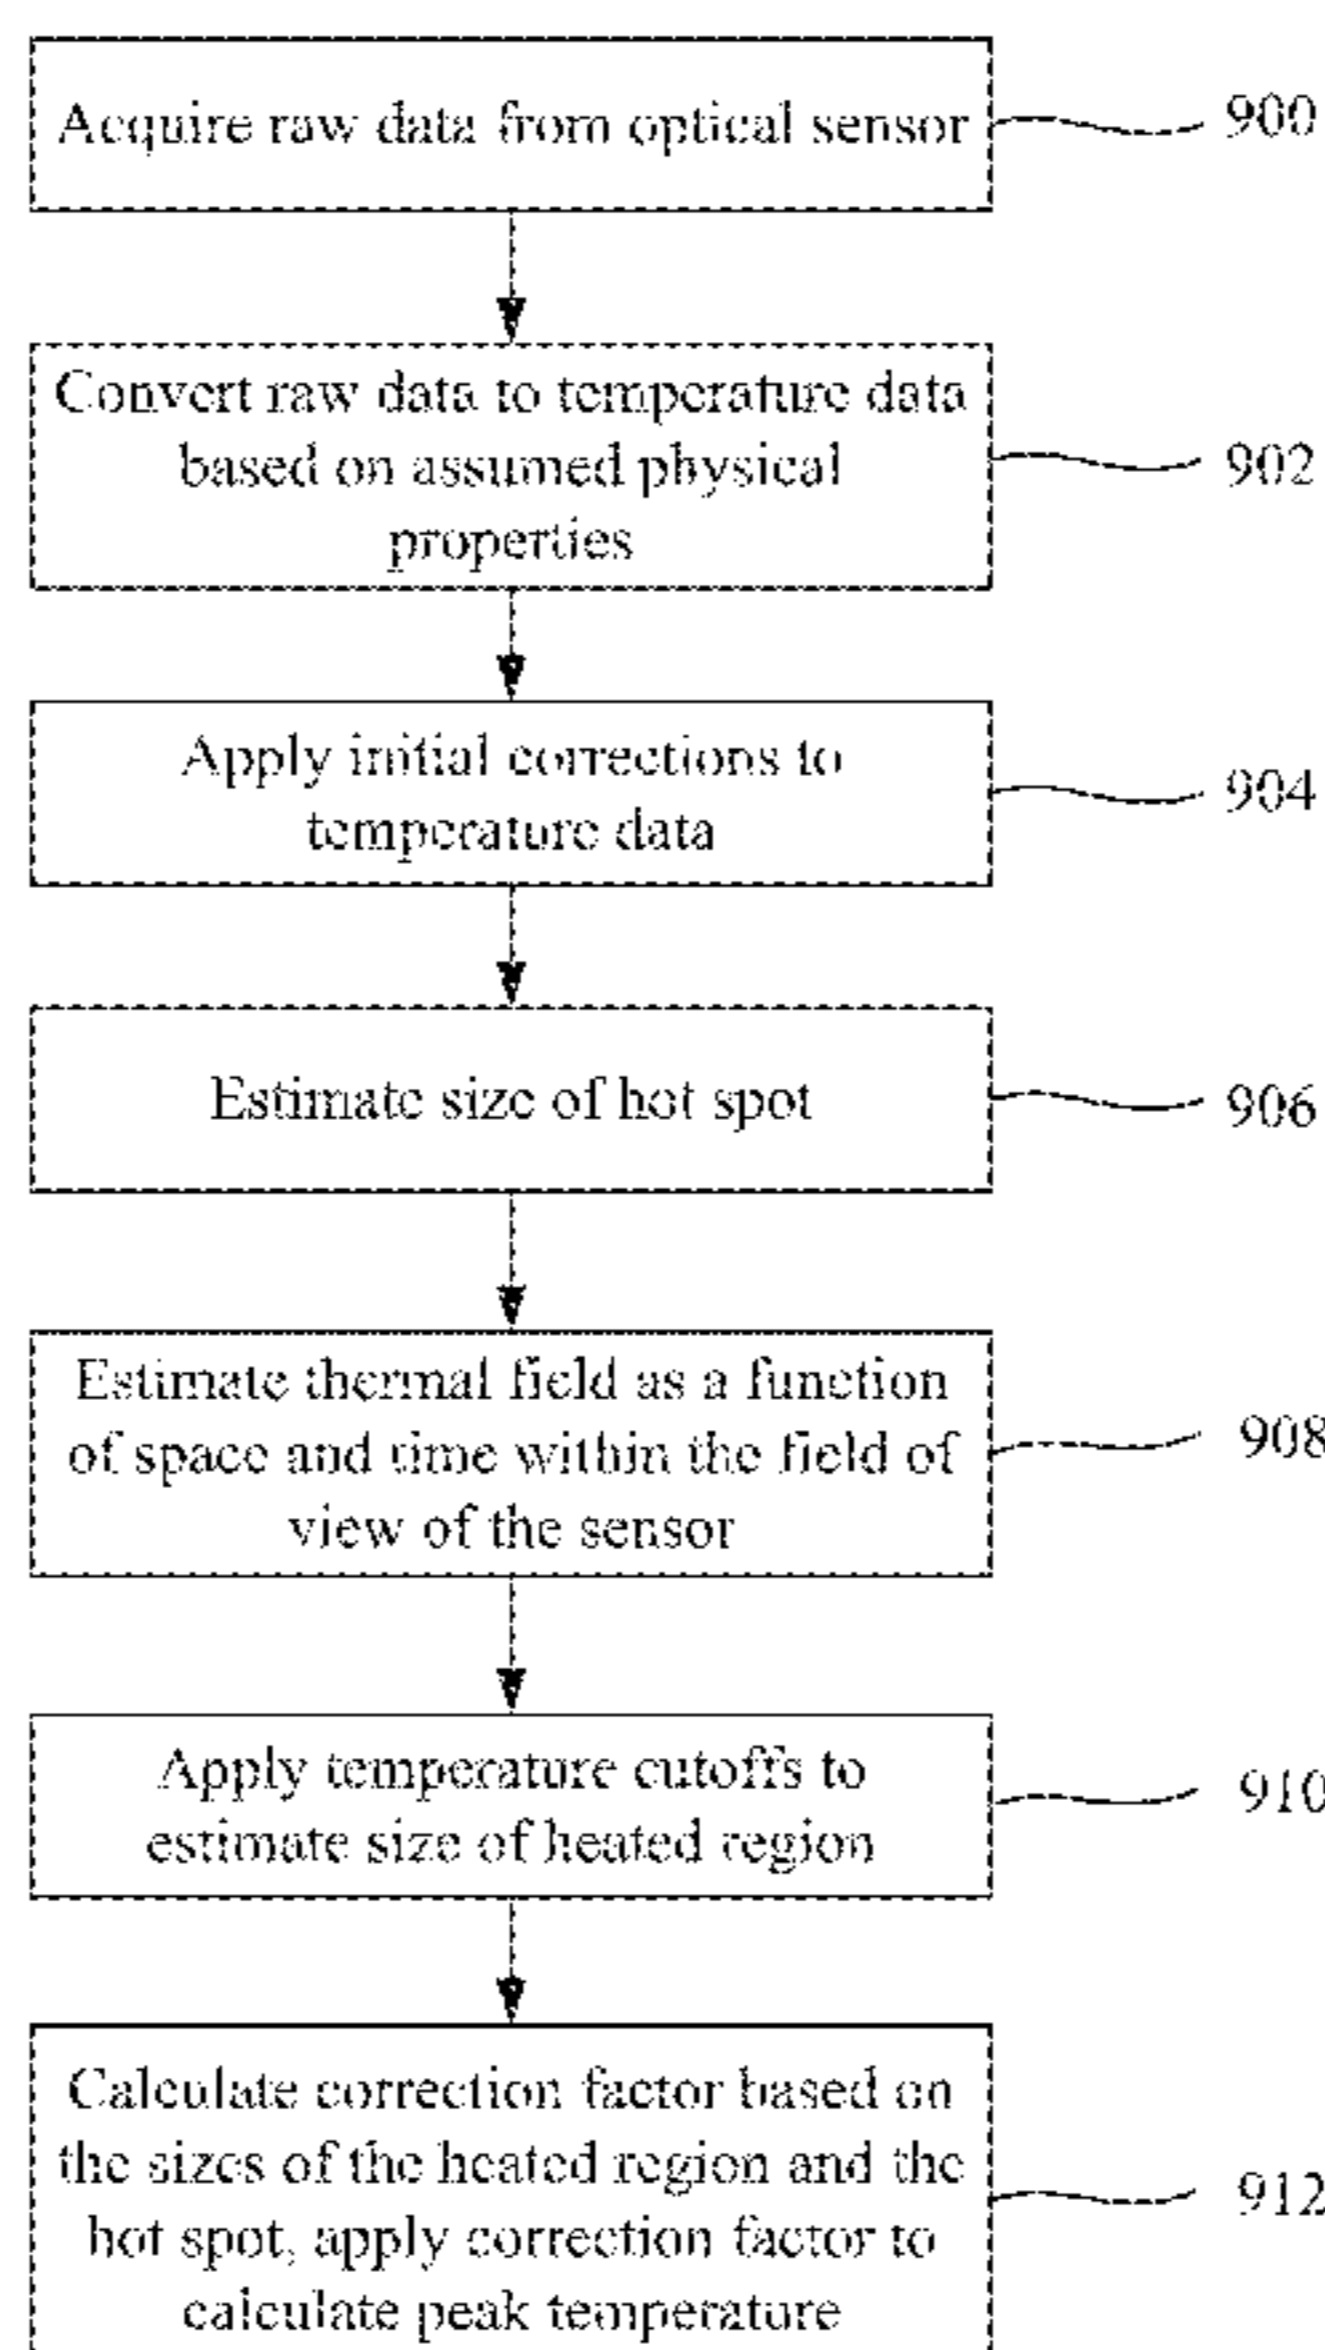 Acquire raw data from optical sensor
900
Convert raw data to temperature data
based on assumed physical
properties
902
Apply initial corrections to
temperature data
904
Estimate size of hot spot
906
Estimate thermal field as a function
of space and time within the field of
view of the sensor
908
Apply temperature cutoffs to
estimate size of heated region
910
Calculate correction factor based on
the sizes of the heated region and the
hot spot, apply correction factor to
calculate peak temperature
912